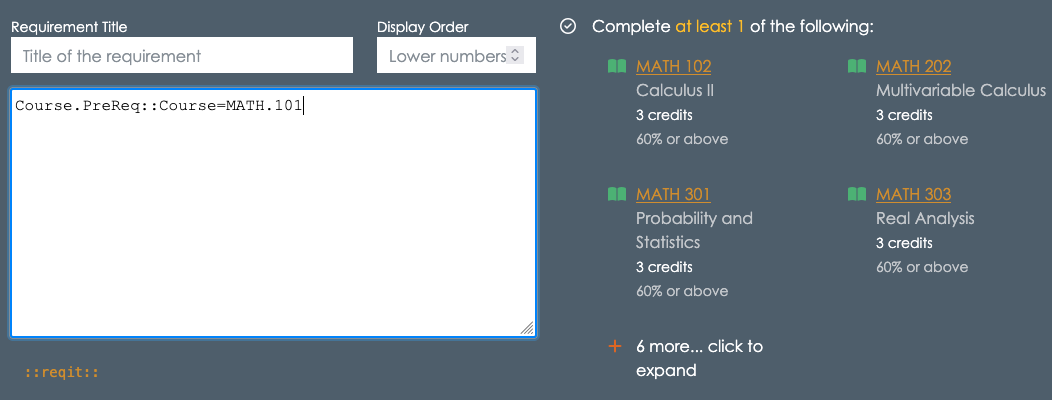 Requirement Title
Display Order
Title of the requirement
Lower numbers
Course.PreReq::Course=MATH.101
::reqit::
Complete at least 1 of the following:
MATH 102
Calculus II
3 credits
60% or above
MATH 202
Multivariable Calculus
3 credits
60% or above
MATH 301
Probability and
Statistics
3 credits
60% or above
MATH 303
Real Analysis
3 credits
60% or above
6 more... click to
expand